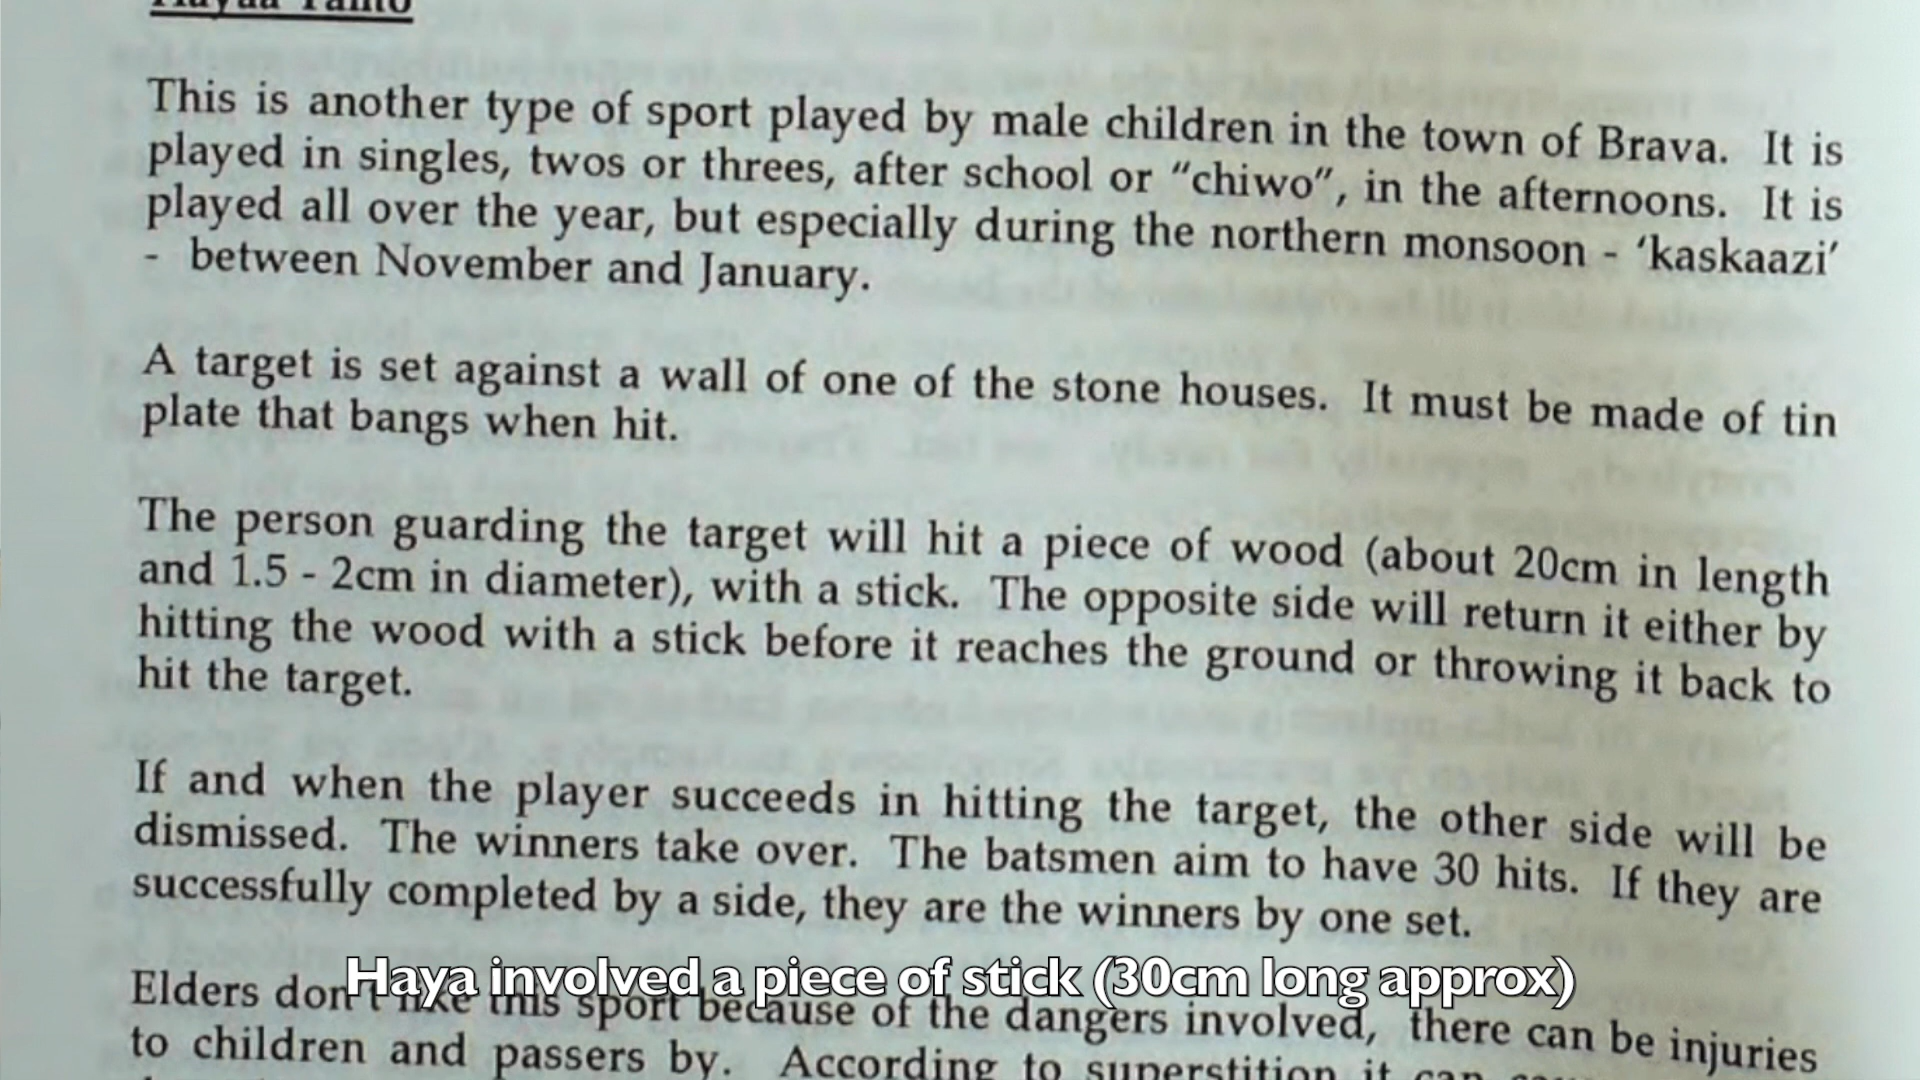 This is another type of sport played by male children in the town of Brava. It is
played in singles, twos or threes, after school or "chiwo", in the afternoons. It is
played all over the year, but especially during the northern monsoon - 'kaskaazi'
- between November and January.
A target is set against a wall of one of the stone houses. It must be made of tin
plate that bangs when hit.
The person guarding the target will hit a piece of wood (about 20cm in length
and 1.5 - 2cm in diameter), with a stick. The opposite side will return it either by
hitting the wood with a stick before it reaches the ground or throwing it back to
hit the target.
If and when the player succeeds in hitting the target, the other side will be
dismissed. The winners take over. The batsmen aim to have 30 hits. If they are
successfully completed by a side, they are the winners by one set.
Haya involved a piece of stick (30cm long approx)
Elders don't like this sport because of the dangers involved, there can be injuries
to children and passers by. According to superstition it can